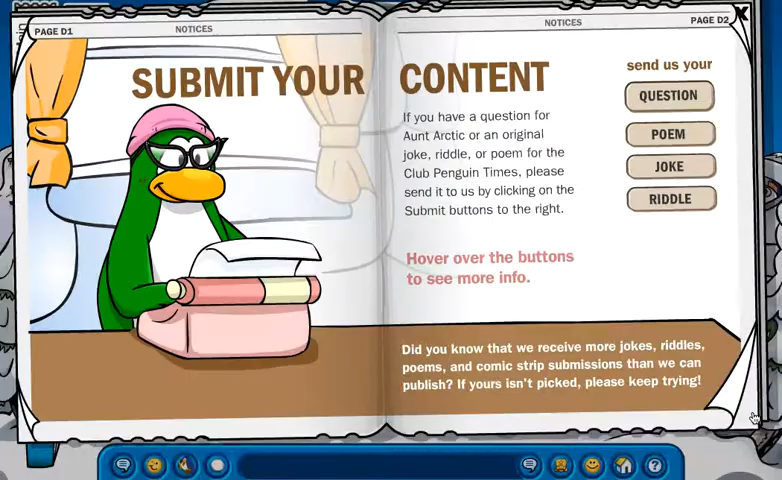 PAGE D1
NOTICES
NOTICES
PAGE D2
X
SUBMIT YOUR CONTENT
If you have a question for
Aunt Arctic or an original
joke, riddle, or poem for the
Club Penguin Times, please
send it to us by clicking on the
Submit buttons to the right.
Hover over the buttons
to see more info.
send us your
QUESTION
POEM
JOKE
RIDDLE
Did you know that we receive more jokes, riddles,
poems, and comic strip submissions than we can
publish? If yours isn't picked, please keep trying!
?